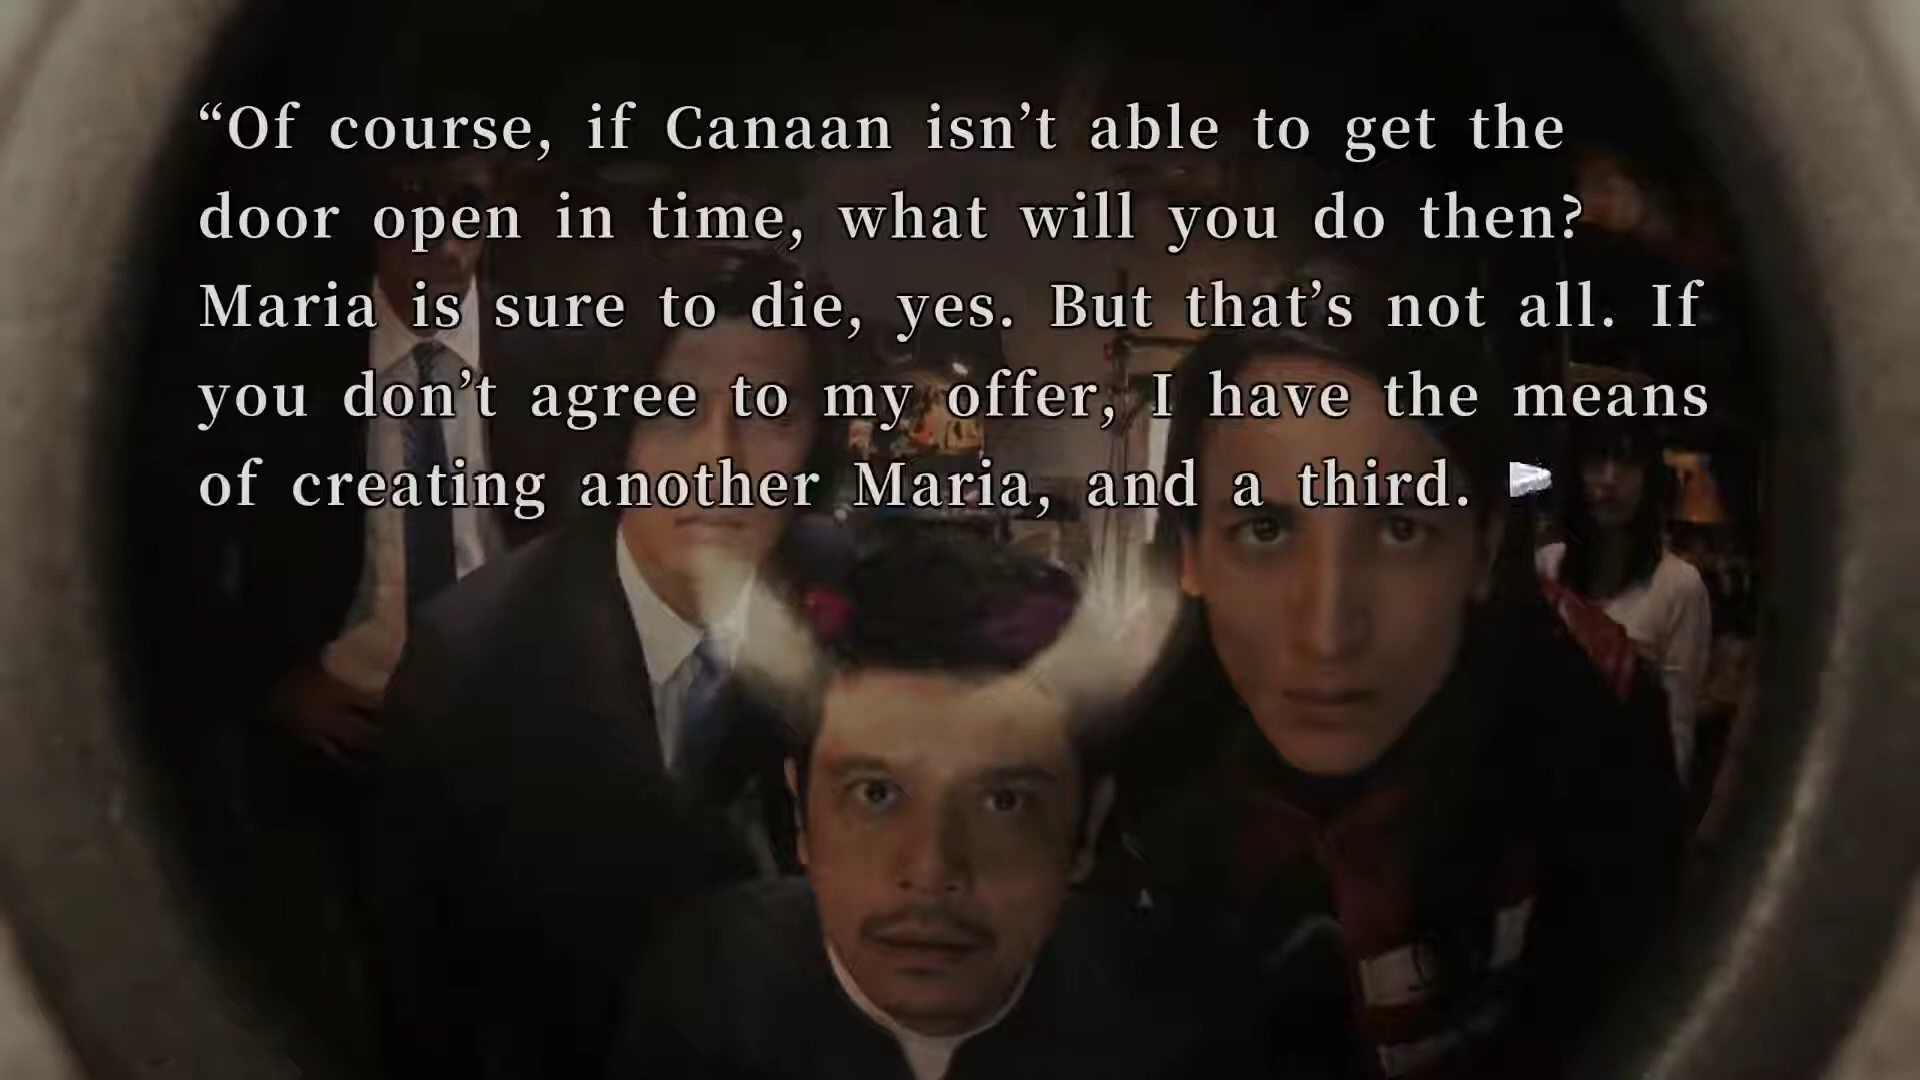 “Of course, if Canaan isn’t able to get the
door open in time, what will you do then?
Maria is sure to die, yes. But that’s not all. If
you don’t agree to my offer, I have the means
of creating another Maria, and a third.